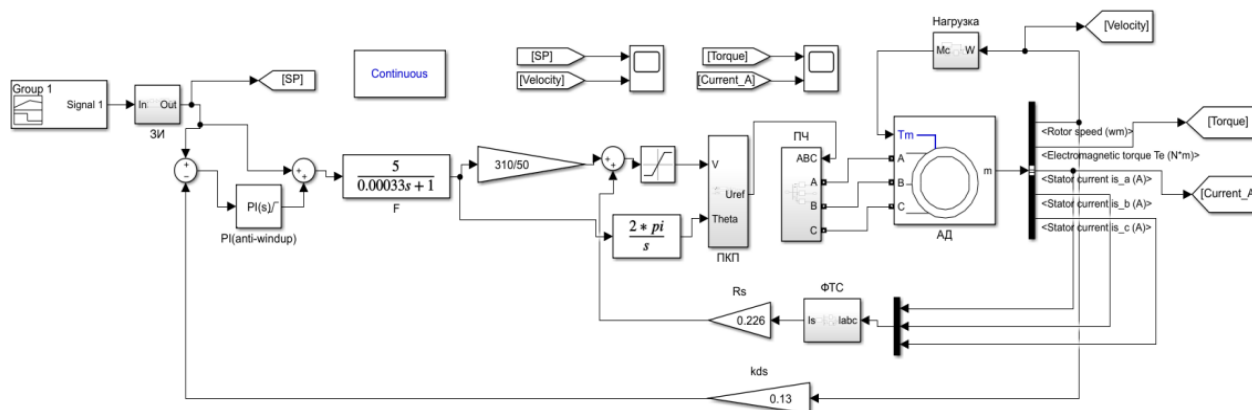 Group 1
Signal 1
In Out
ЗИ
[SP]
Continuous
[SP]
[Velocity]
[Torque]
[Current_A]
Нагрузка
Mc W
[Velocity]
+
-
PI(s)
PI(anti-windup)
+
+
5
0.00033s + 1
F
310/50
+
+
2 * pi
s
V
Uref
Theta
ПКП
ПЧ
ABC
A
B
C
Tm
A
B
C
m
АД
<Rotor speed (wm)>
<Electromagnetic torque Te (N*m)>
<Stator current is_a (A)>
<Stator current is_b (A)>
<Stator current is_c (A)>
[Torque]
[Current_A
Rs
0.226
ФТС
Is Iabc
kds
0.13